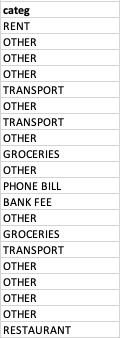 categ
RENT
OTHER
OTHER
OTHER
TRANSPORT
OTHER
TRANSPORT
OTHER
GROCERIES
OTHER
PHONE BILL
BANK FEE
OTHER
GROCERIES
TRANSPORT
OTHER
OTHER
OTHER
OTHER
RESTAURANT